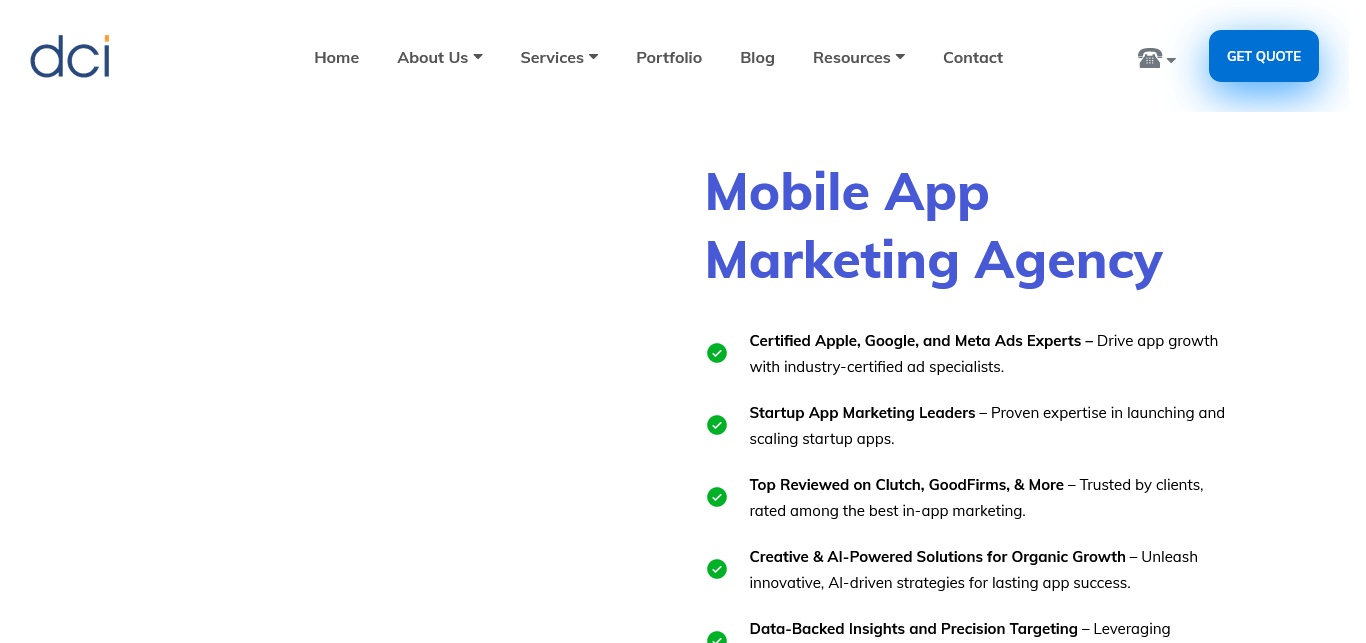 dci
Home About Us Services Portfolio Blog Resources Contact GET QUOTE
Mobile App
Marketing Agency
Certified Apple, Google, and Meta Ads Experts – Drive app growth
with industry-certified ad specialists.
Startup App Marketing Leaders – Proven expertise in launching and
scaling startup apps.
Top Reviewed on Clutch, GoodFirms, & More – Trusted by clients,
rated among the best in-app marketing.
Creative & AI-Powered Solutions for Organic Growth – Unleash
innovative, AI-driven strategies for lasting app success.
Data-Backed Insights and Precision Targeting – Leveraging